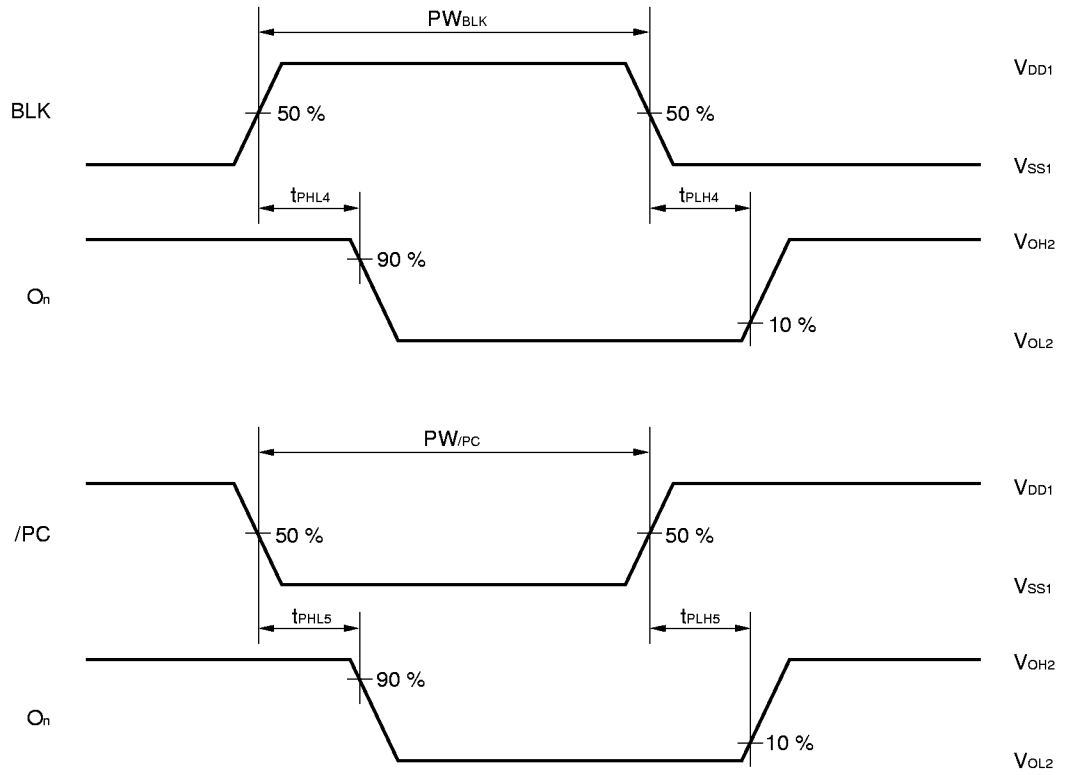 PWBLK
VDD1
BLK
50 %
50 %
VSS1
tPHL4
tPLH4
VOH2
90 %
On
10 %
VOL2
PW/PC
VDD1
/PC
50 %
50 %
VSS1
tPHL5
tPLH5
VOH2
90 %
On
10 %
VOL2